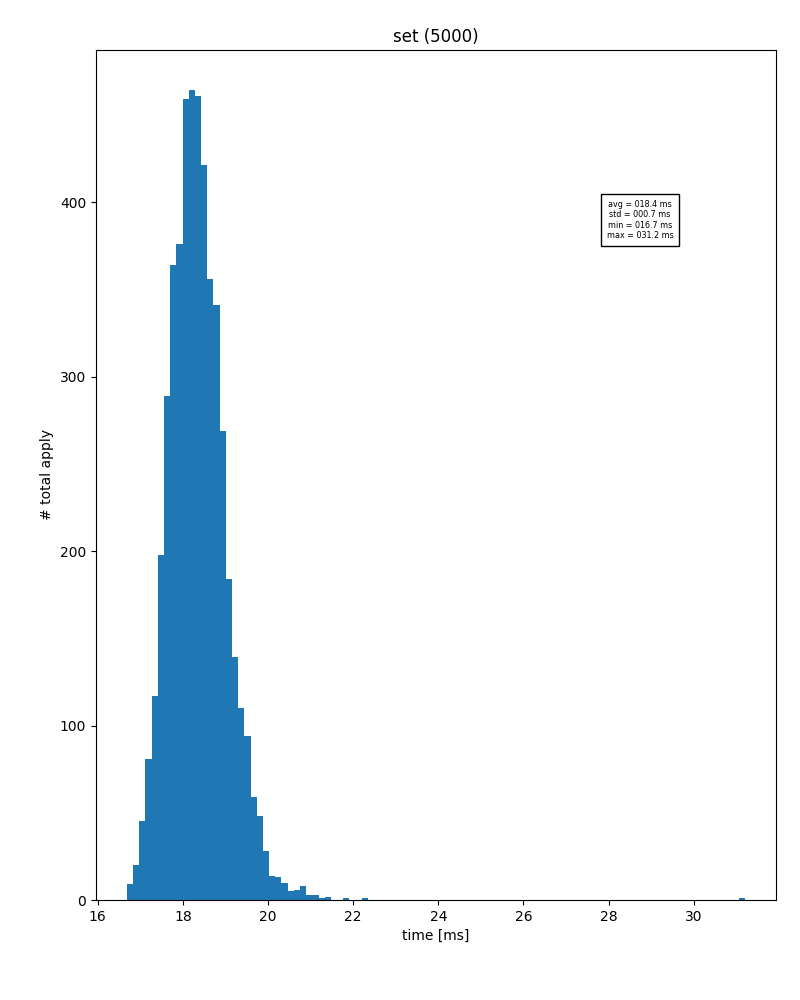 set (5000)
avg = 018.4 ms
std = 000.7 ms
min = 016.7 ms
max = 031.2 ms
# total apply
400
300
200
100
0
16 18 20 22 24 26 28 30
time [ms]